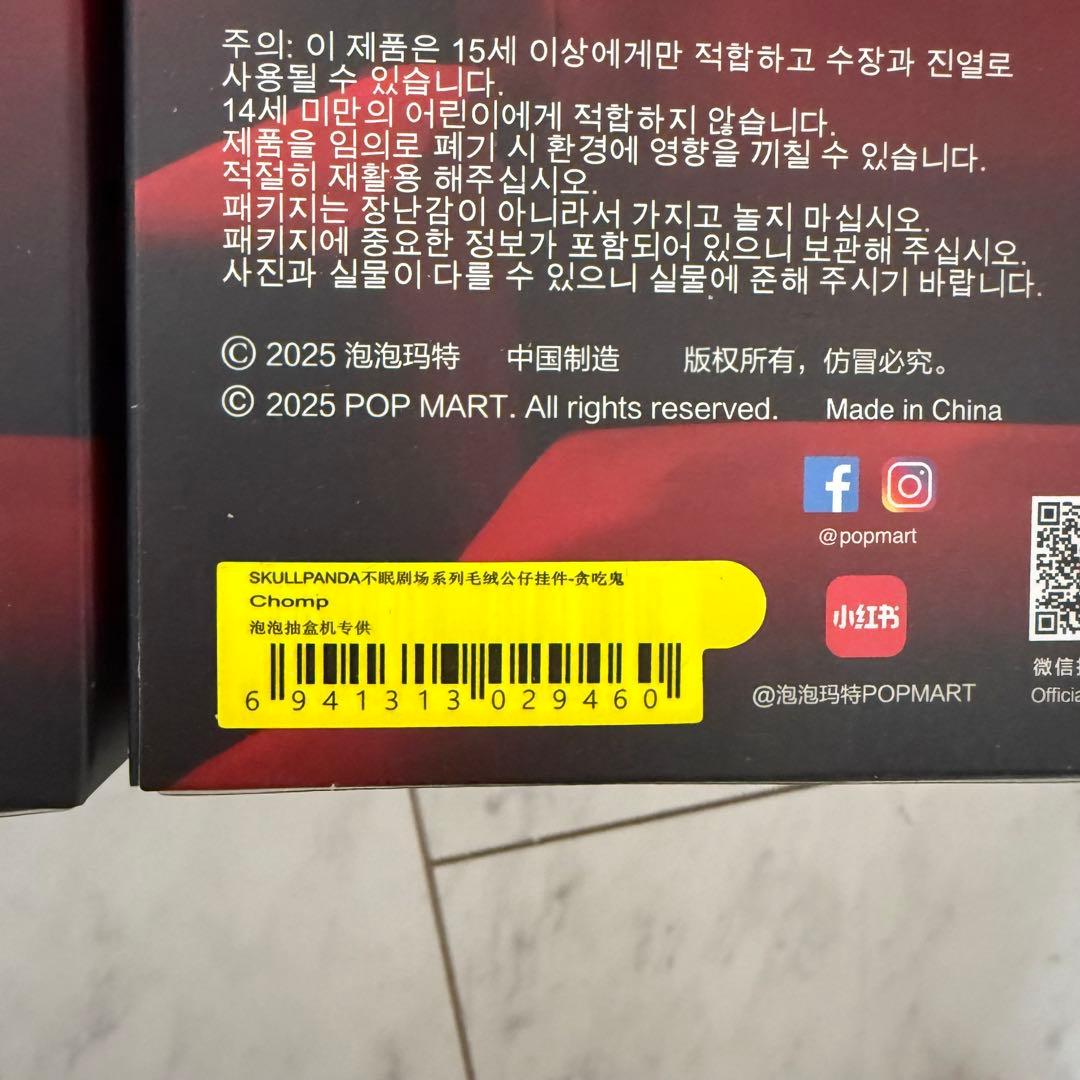 주의: 이 제품은 15세 이상에게만 적합하고 수장과 진열로
사용될 수 있습니다.
14세 미만의 어린이에게 적합하지 않습니다.
제품을 임의로 폐기 시 환경에 영향을 끼칠 수 있습니다.
적절히 재활용 해주십시오.
패키지는 장난감이 아니라서 가지고 놀지 마십시오.
패키지에 중요한 정보가 포함되어 있으니 보관해 주십시오.
사진과 실물이 다를 수 있으니 실물에 준해 주시기 바랍니다.
© 2025 泡泡玛特 中国制造 版权所有，仿冒必究。
© 2025 POP MART. All rights reserved. Made in China
@popmart
SKULLPANDA不眠剧场系列毛绒公仔挂件-贪吃鬼
Chomp
泡泡抽盒机专供
6 941313 029460
小红书
@泡泡玛特POPMART
微信